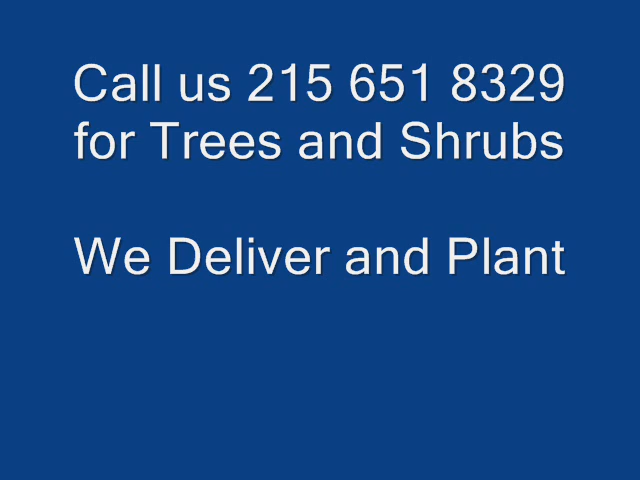 Call us 215 651 8329
for Trees and Shrubs
We Deliver and Plant